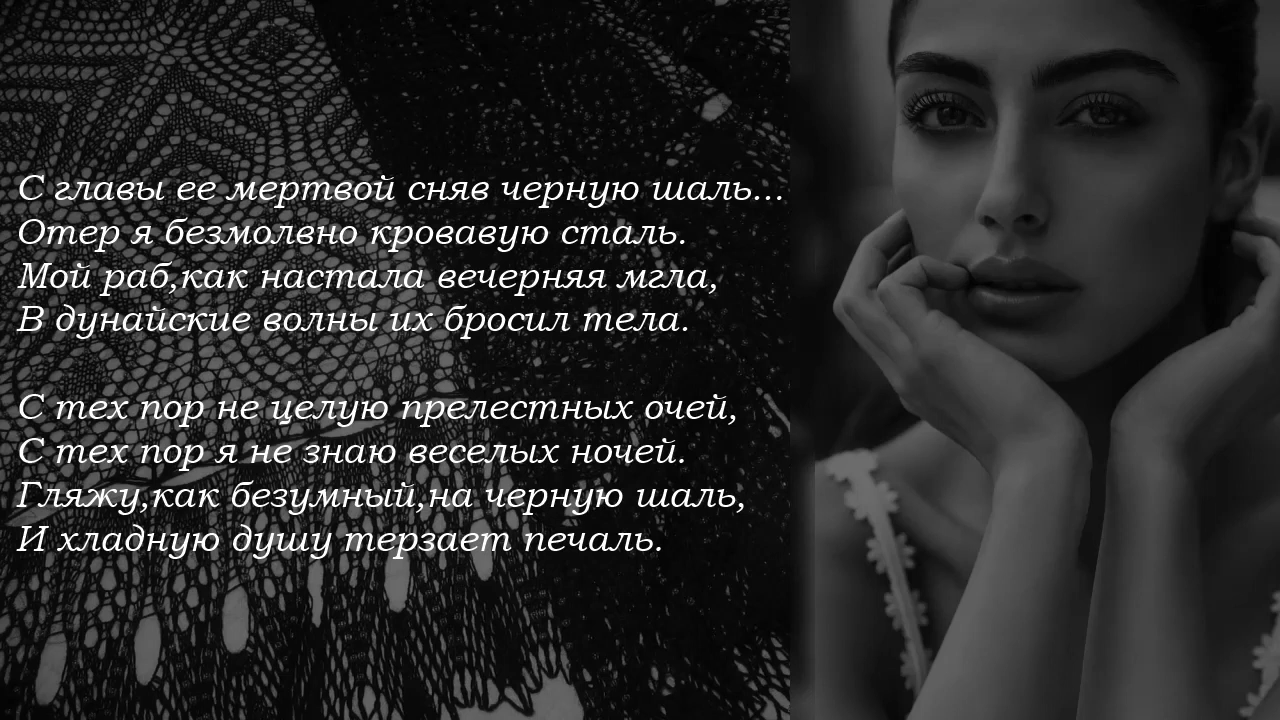 С главы ее мертвой сняв черную шаль...
Отер я безмолвно кровавую сталь.
Мой раб,как настала вечерняя мгла,
В дунайские волны их бросил тела.
С тех пор не целую прелестных очей,
С тех пор я не знаю веселых ночей.
Гляжу,как безумный,на черную шаль,
И хладную душу терзает печаль.